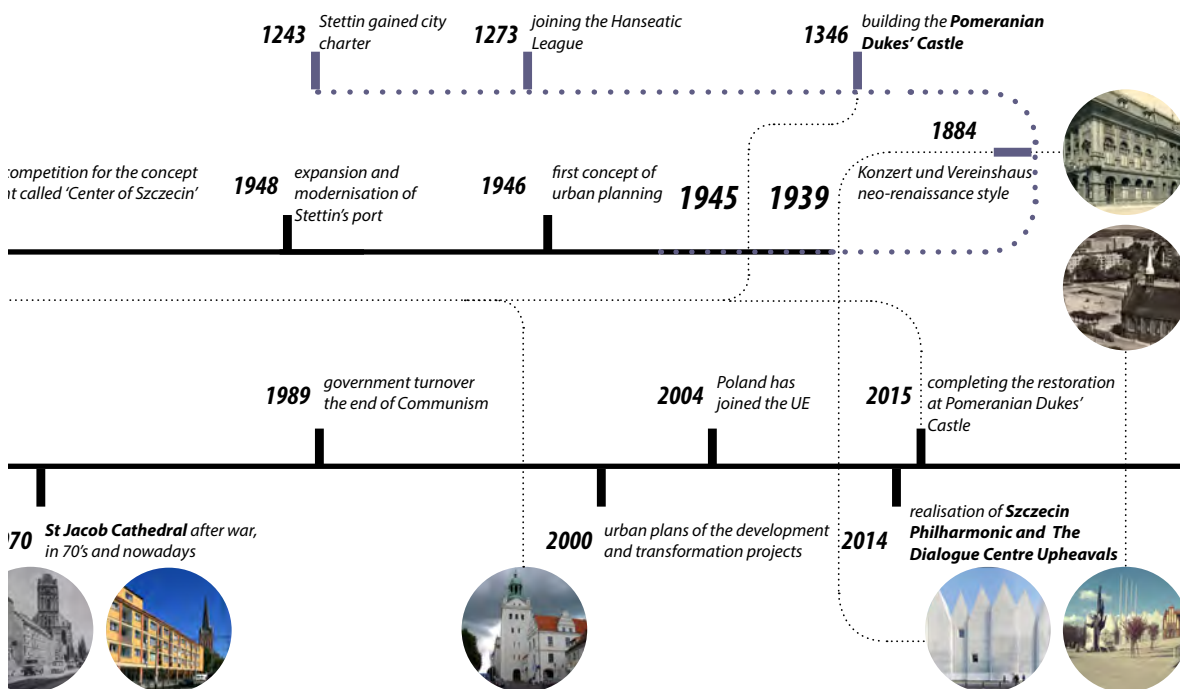 1243 Stettin gained city
charter
1273 joining the Hanseatic
League
1346 building the Pomeranian
Dukes’ Castle
1884
Konzert und Vereinshaus
neo-renaissance style
competition for the concept
nt called ‘Center of Szczecin’
1948 expansion and
modernisation of
Stettin’s port
1946 first concept of
urban planning
1945
1939
1989 government turnover
the end of Communism
2004 Poland has
joined the UE
2015 completing the restoration
at Pomeranian Dukes’
Castle
970 St Jacob Cathedral after war,
in 70’s and nowadays
2000 urban plans of the development
and transformation projects
2014 realisation of Szczecin
Philharmonic and The
Dialogue Centre Upheavals